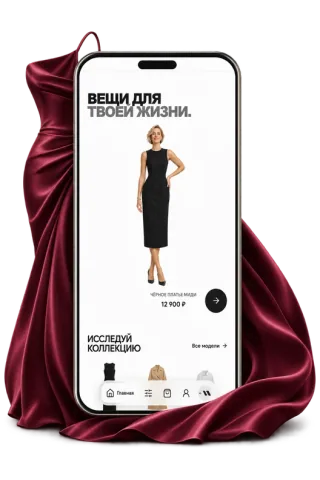 ВЕЩИ ДЛЯ
ТВОЕЙ ЖИЗНИ.
ЧЁРНОЕ ПЛАТЬЕ МИДИ
12 900 ₽
ИССЛЕДУЙ
КОЛЛЕКЦИЮ
Все модели →
Главная